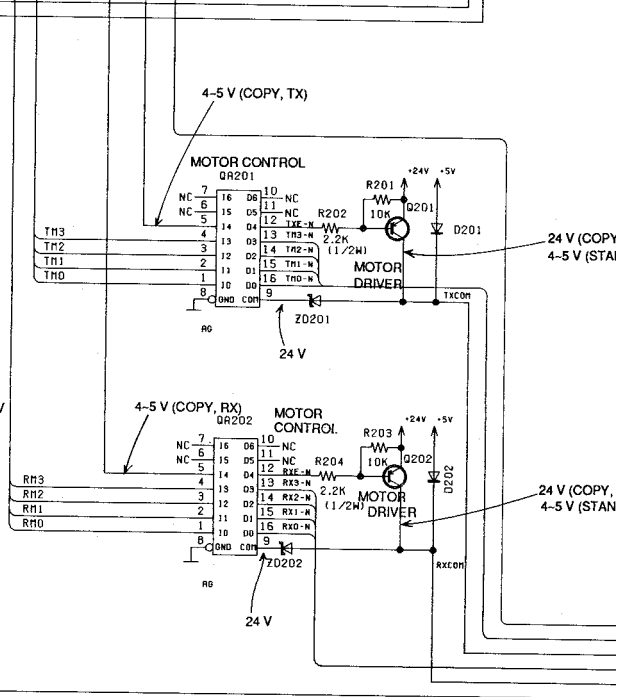 4~5 V (COPY, TX)
MOTOR CONTROL
QA201
NC 7 I6 D6 10 NC
NC 6 I5 D5 11 NC
5 I4 D4 12 TXE-N
TM3 4 I3 D3 13 TM3-N
TM2 3 I2 D2 14 TM2-N
TM1 2 I1 D1 15 TM1-N
TM0 1 I0 D0 16 TM0-N
8 GND COM 9
AG
R202
2.2K
(1/2W)
R201
10K
+24V
+5V
Q201
D201
MOTOR
DRIVER
24 V (COPY
4~5 V (STA
ZD201
TXCOM
24 V
4~5 V (COPY, RX)
QA202
MOTOR
CONTROL
NC 7 I6 D6 10 NC
NC 6 I5 D5 11 NC
5 I4 D4 12 RXE-N
RM3 4 I3 D3 13 RX3-N
RM2 3 I2 D2 14 RX2-N
RM1 2 I1 D1 15 RX1-N
RM0 1 I0 D0 16 RX0-N
8 GND COM 9
AG
R204
2.2K
(1/2W)
R203
10K
+24V
+5V
Q202
D202
MOTOR
DRIVER
24 V (COPY,
4~5 V (STAN
ZD202
RXCOM
24 V